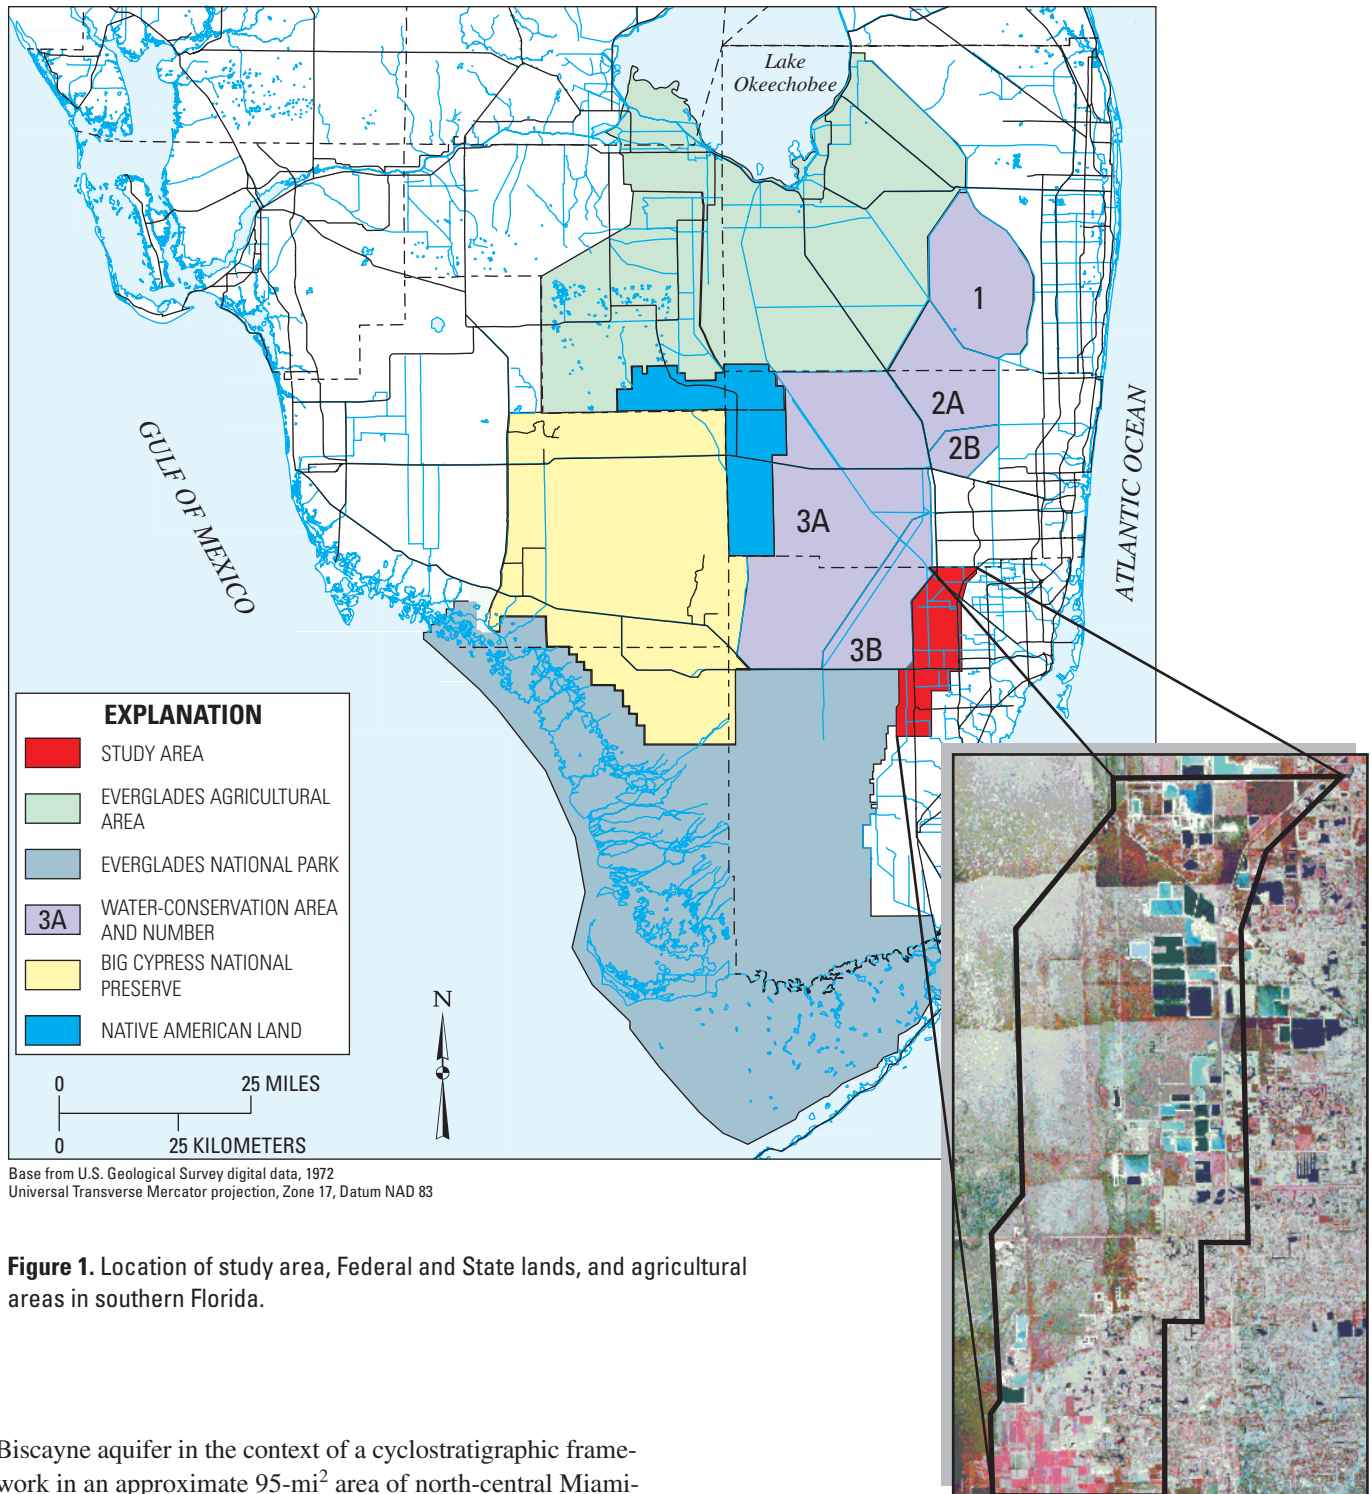 Lake
Okeechobee
1
2A
2B
3A
3B
GULF OF MEXICO
ATLANTIC OCEAN
EXPLANATION
STUDY AREA
EVERGLADES AGRICULTURAL
AREA
EVERGLADES NATIONAL PARK
3A
WATER-CONSERVATION AREA
AND NUMBER
BIG CYPRESS NATIONAL
PRESERVE
NATIVE AMERICAN LAND
N
0 25 MILES
0 25 KILOMETERS
Base from U.S. Geological Survey digital data, 1972
Universal Transverse Mercator projection, Zone 17, Datum NAD 83
Figure 1. Location of study area, Federal and State lands, and agricultural
areas in southern Florida.
Biscayne aquifer in the context of a cyclostratigraphic frame-
work in an approximate 95-mi² area of north-central Miami-